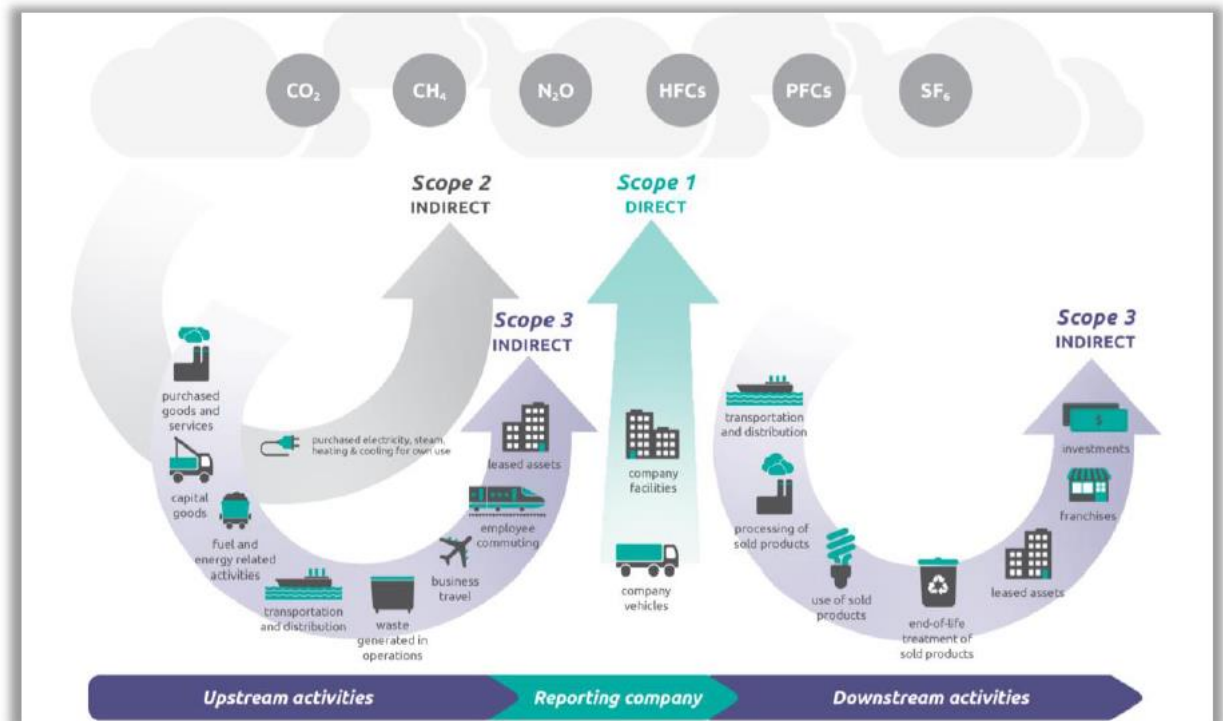 CO₂
CH₄
N₂O
HFCs
PFCs
SF₆
Scope 2
INDIRECT
Scope 1
DIRECT
Scope 3
INDIRECT
Scope 3
INDIRECT
purchased
goods and
services
purchased electricity, steam,
heating & cooling for own use
capital
goods
fuel and
energy related
activities
transportation
and distribution
waste
generated in
operations
business
travel
employee
commuting
leased assets
company
facilities
company
vehicles
transportation
and distribution
processing of
sold products
use of sold
products
end-of-life
treatment of
sold products
leased assets
franchises
$
investments
Upstream activities
Reporting company
Downstream activities